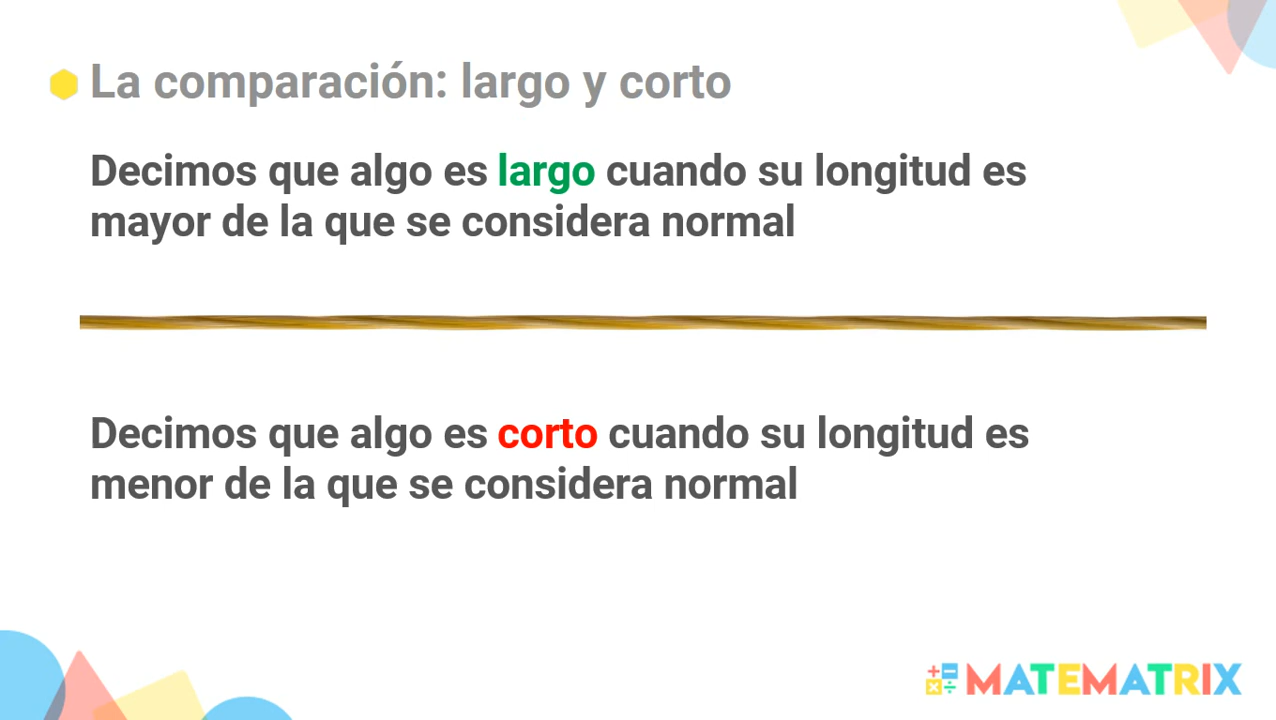 La comparación: largo y corto
Decimos que algo es largo cuando su longitud es
mayor de la que se considera normal
Decimos que algo es corto cuando su longitud es
menor de la que se considera normal
MATEMATRIX